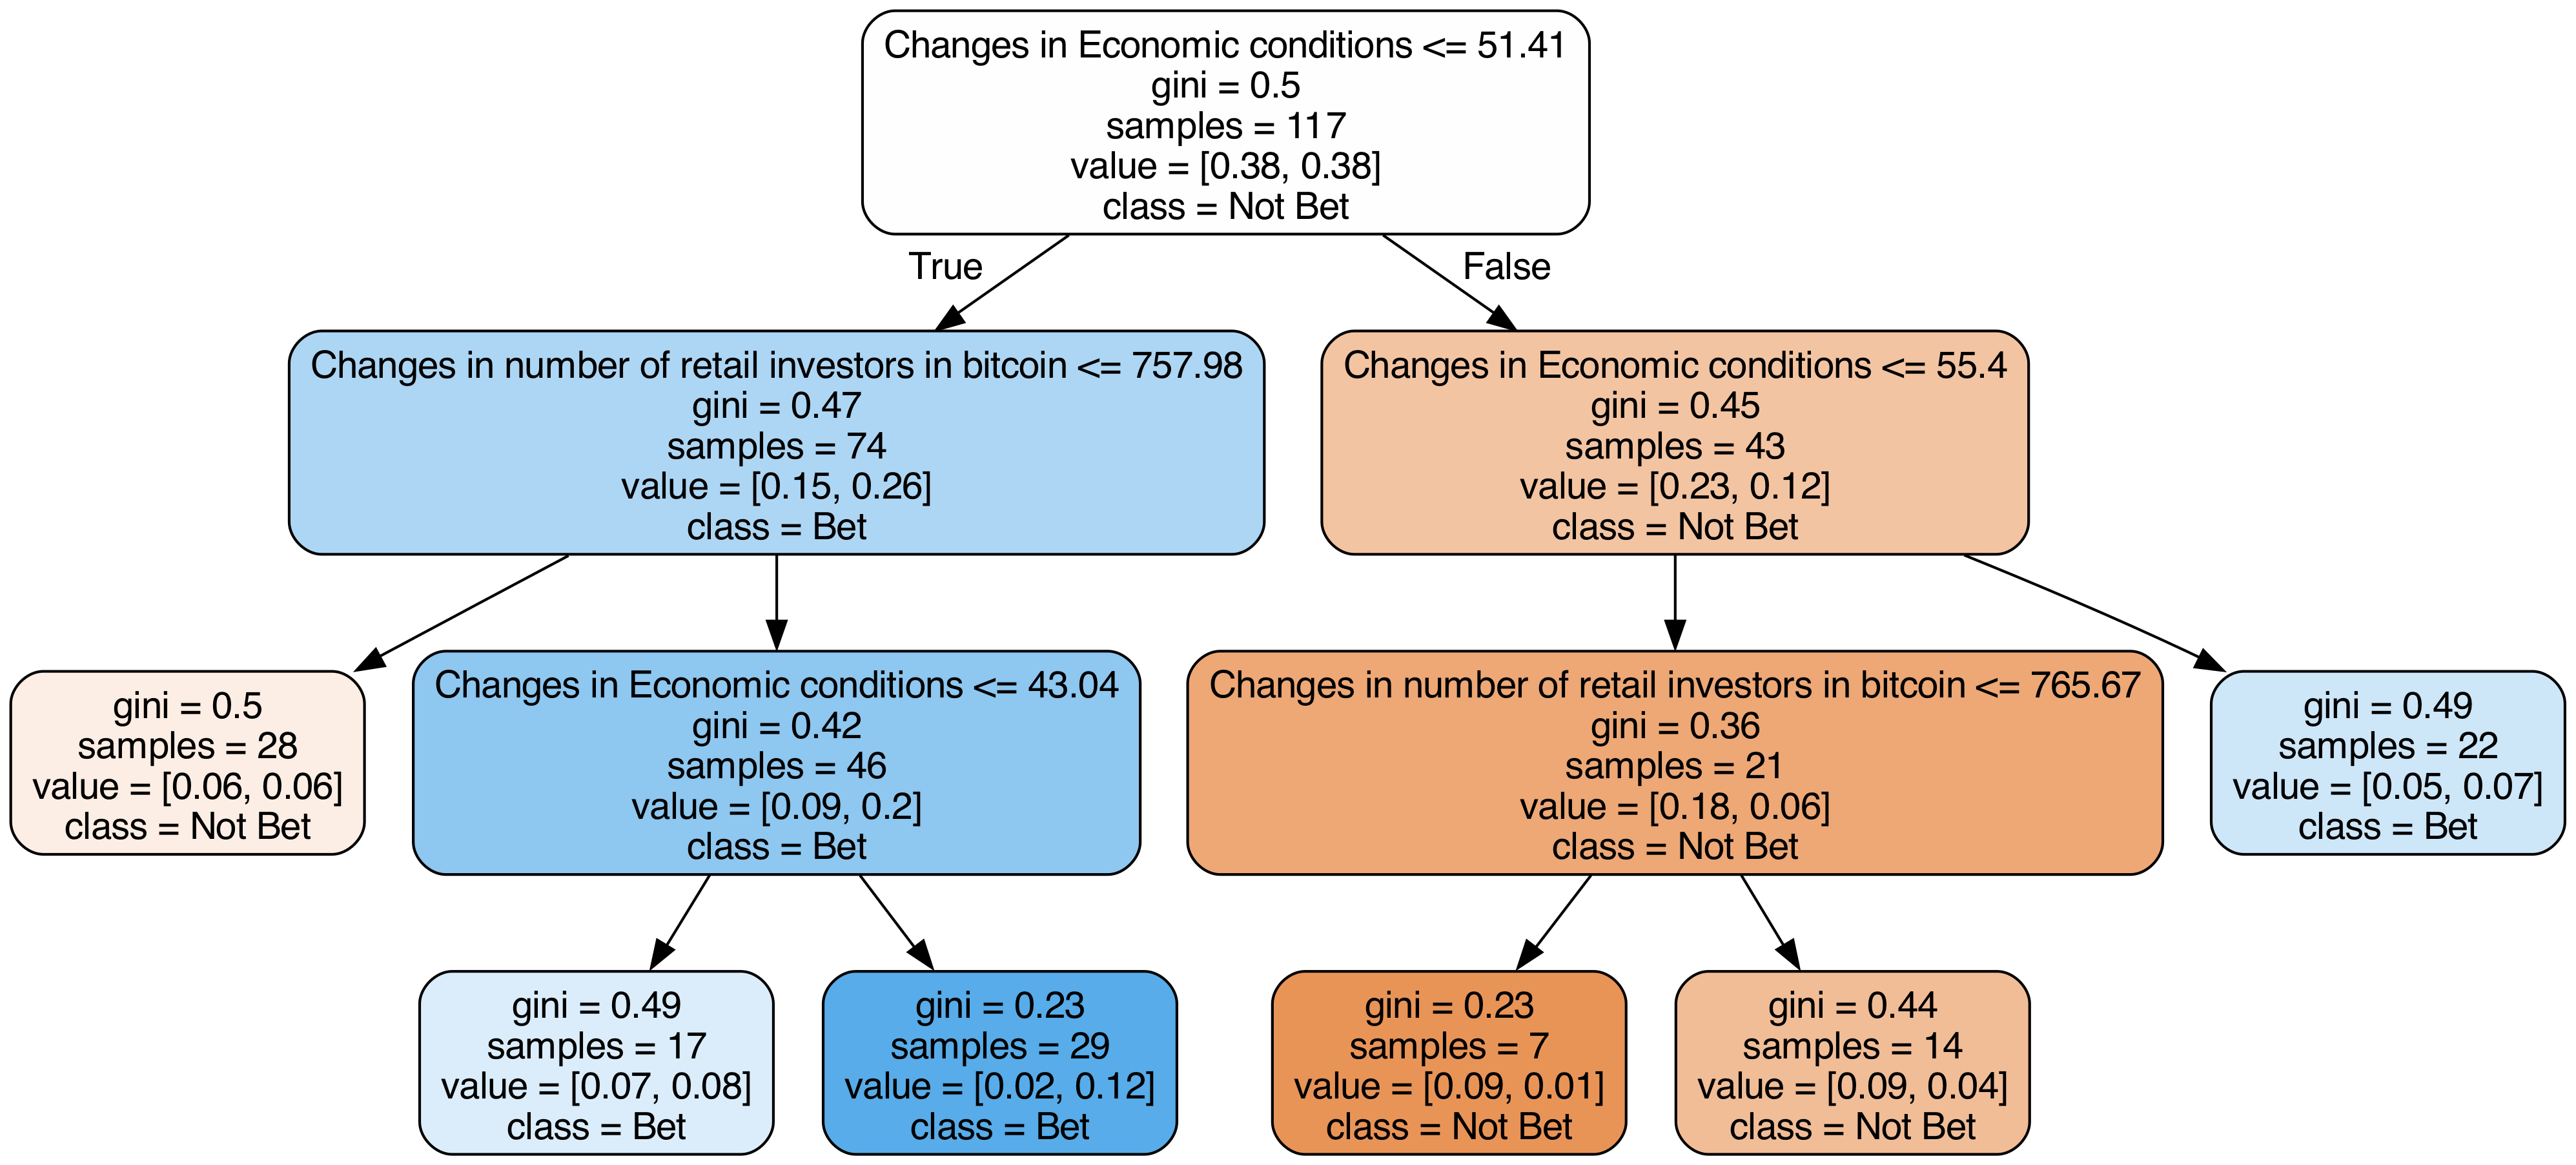 Changes in Economic conditions <= 51.41
gini = 0.5
samples = 117
value = [0.38, 0.38]
class = Not Bet
True
False
Changes in number of retail investors in bitcoin <= 757.98
gini = 0.47
samples = 74
value = [0.15, 0.26]
class = Bet
Changes in Economic conditions <= 55.4
gini = 0.45
samples = 43
value = [0.23, 0.12]
class = Not Bet
gini = 0.5
samples = 28
value = [0.06, 0.06]
class = Not Bet
Changes in Economic conditions <= 43.04
gini = 0.42
samples = 46
value = [0.09, 0.2]
class = Bet
Changes in number of retail investors in bitcoin <= 765.67
gini = 0.36
samples = 21
value = [0.18, 0.06]
class = Not Bet
gini = 0.49
samples = 22
value = [0.05, 0.07]
class = Bet
gini = 0.49
samples = 17
value = [0.07, 0.08]
class = Bet
gini = 0.23
samples = 29
value = [0.02, 0.12]
class = Bet
gini = 0.23
samples = 7
value = [0.09, 0.01]
class = Not Bet
gini = 0.44
samples = 14
value = [0.09, 0.04]
class = Not Bet